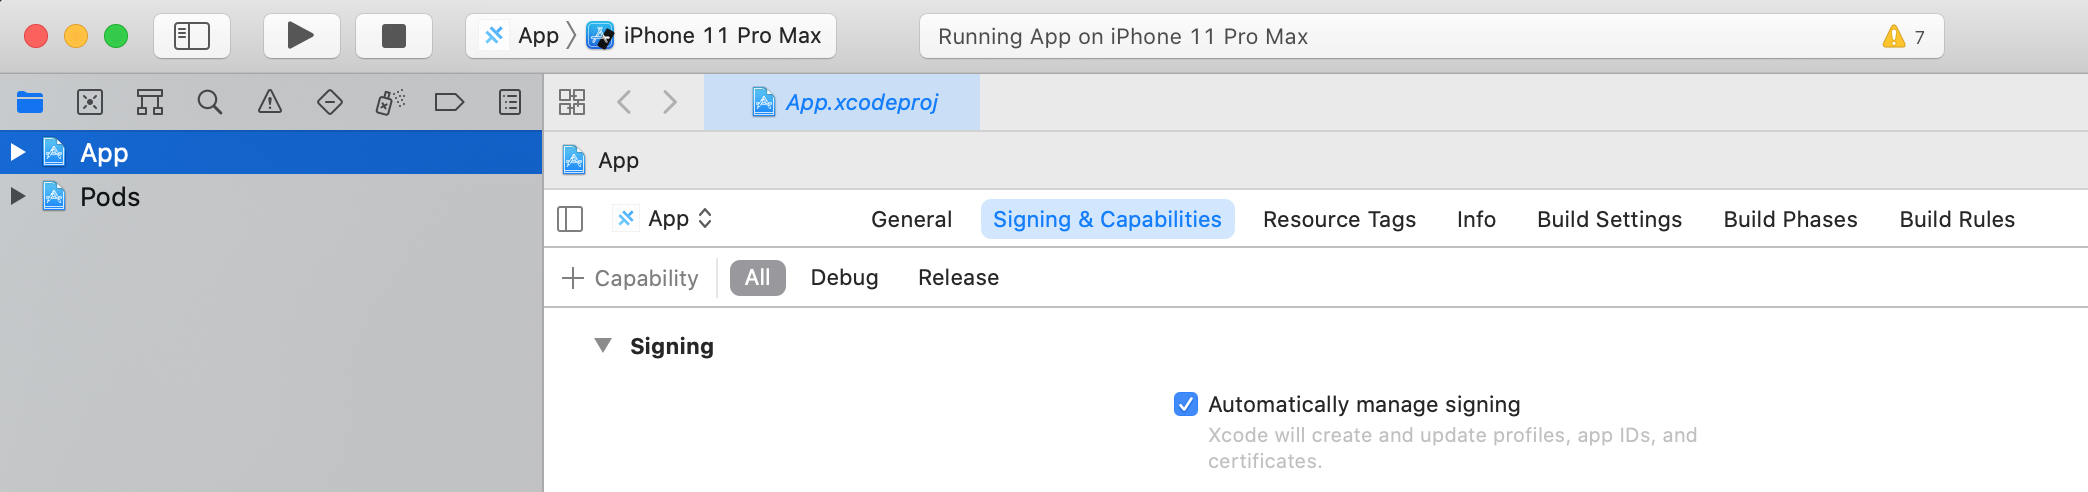 App
iPhone 11 Pro Max
Running App on iPhone 11 Pro Max
7
App.xcodeproj
App
Pods
App
App
General
Signing & Capabilities
Resource Tags
Info
Build Settings
Build Phases
Build Rules
Capability
All
Debug
Release
Signing
Automatically manage signing
Xcode will create and update profiles, app IDs, and
certificates.